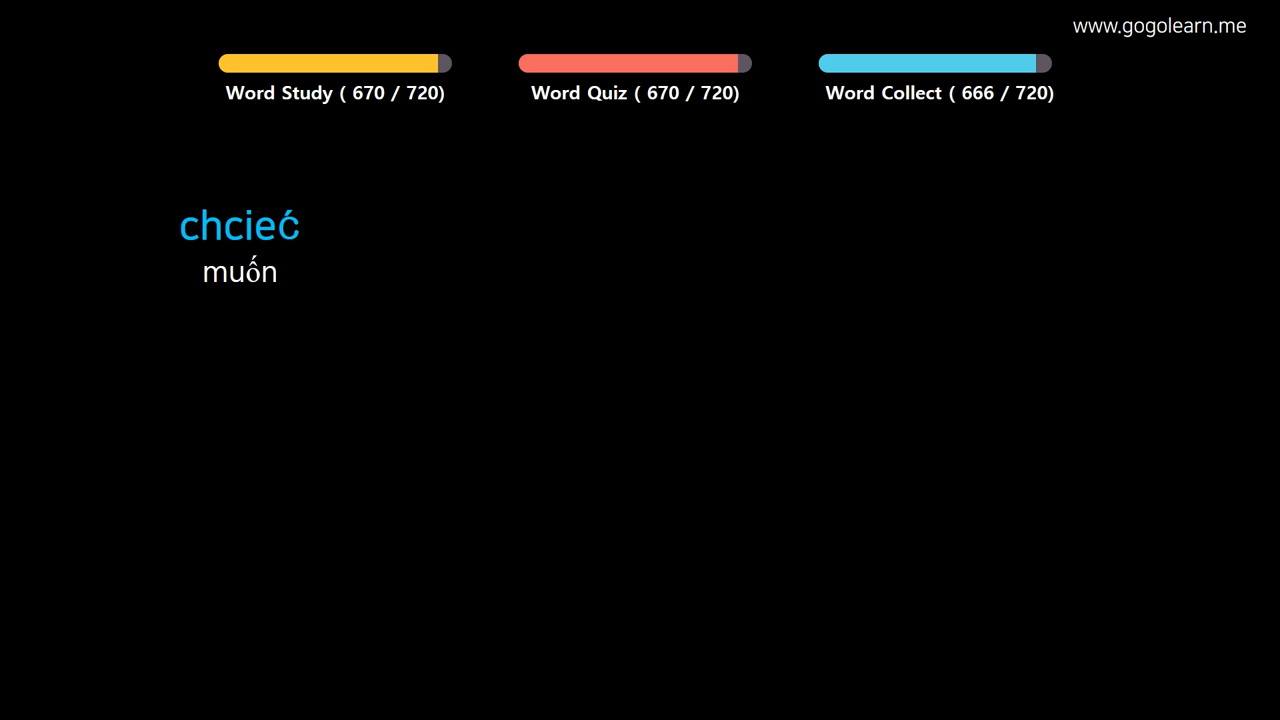 www.gogolearn.me
Word Study ( 670 / 720)
Word Quiz ( 670 / 720)
Word Collect ( 666 / 720)
chcieć
muốn